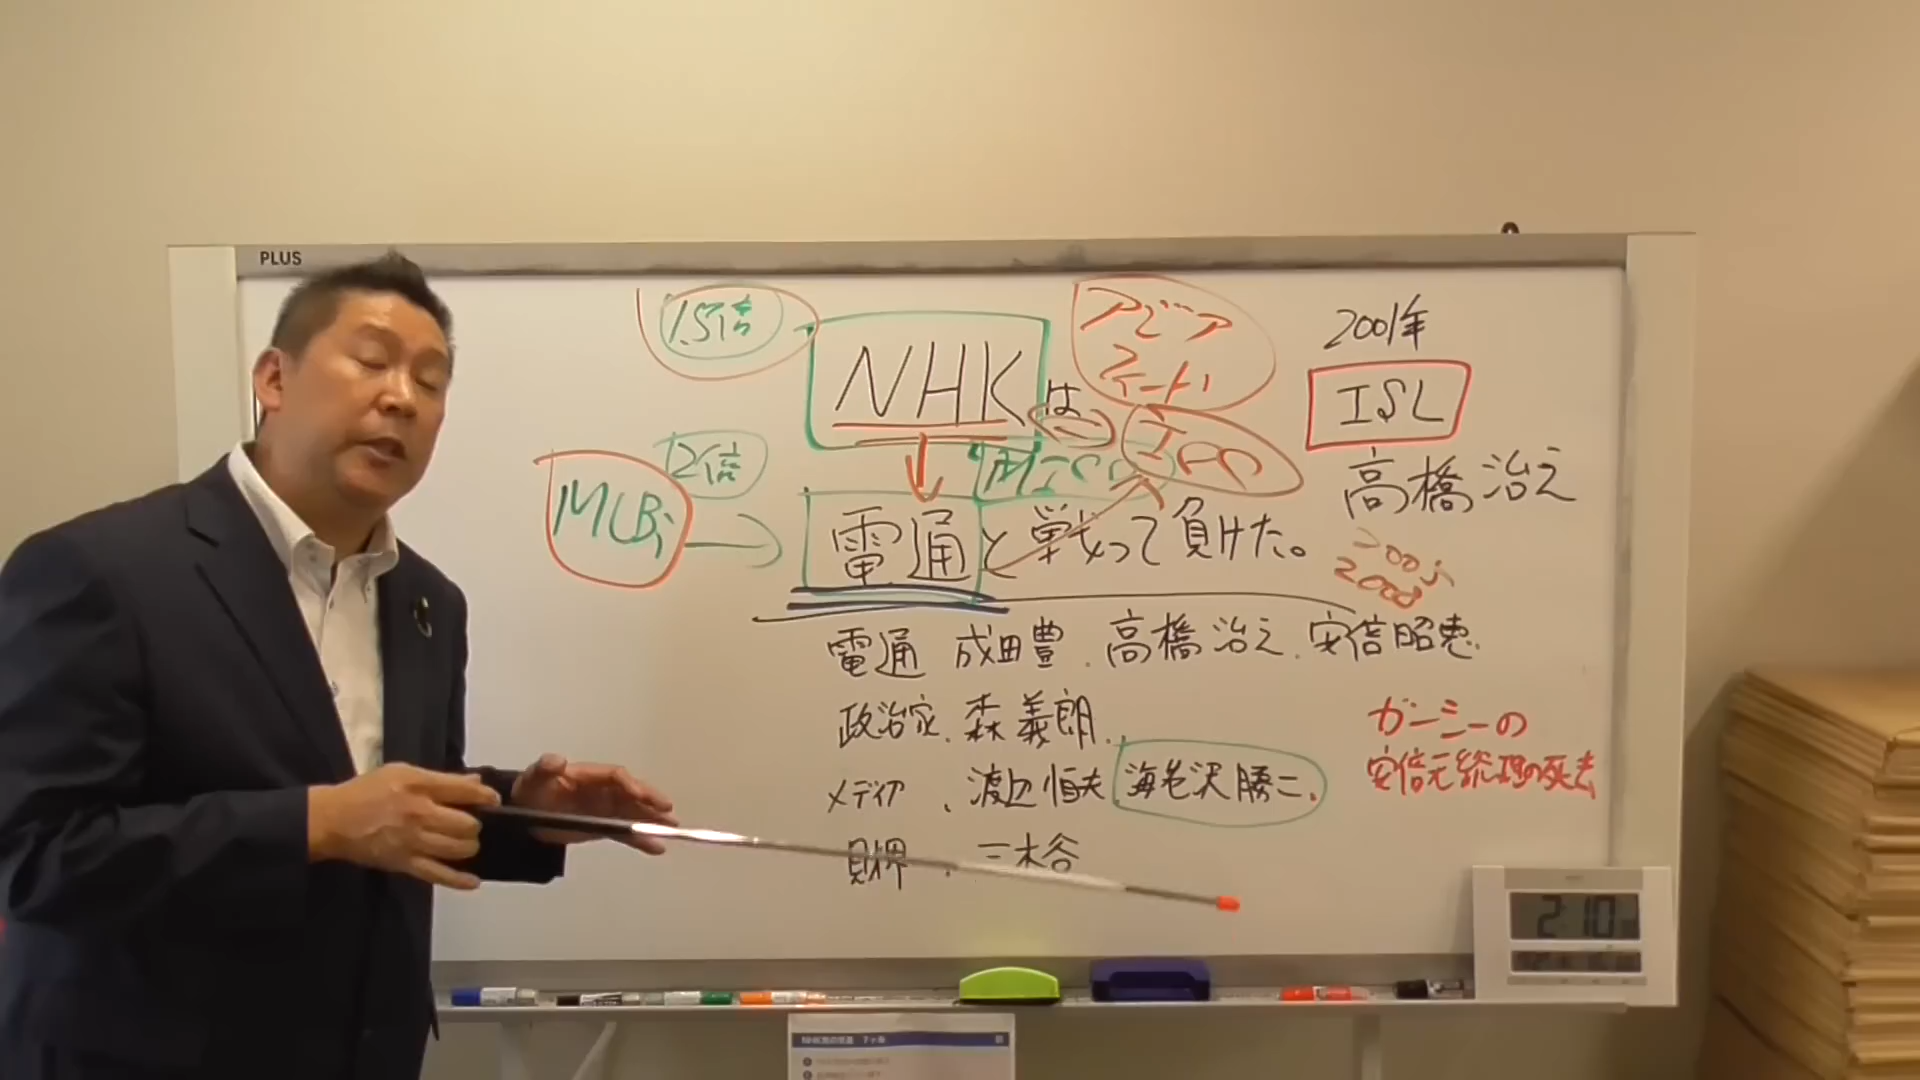 PLUS
1.5倍
NHKは
アビア
2001年
ISL
高橋治之
2倍
MLB
電通と戦って負けた。
電通 成田豊、高橋治之、安倍昭恵
政治家、森義朗、
メディア、渡辺恒夫 海老沢勝二、
財界、三木谷
ガーシーの
安倍元総理の死去
2:10